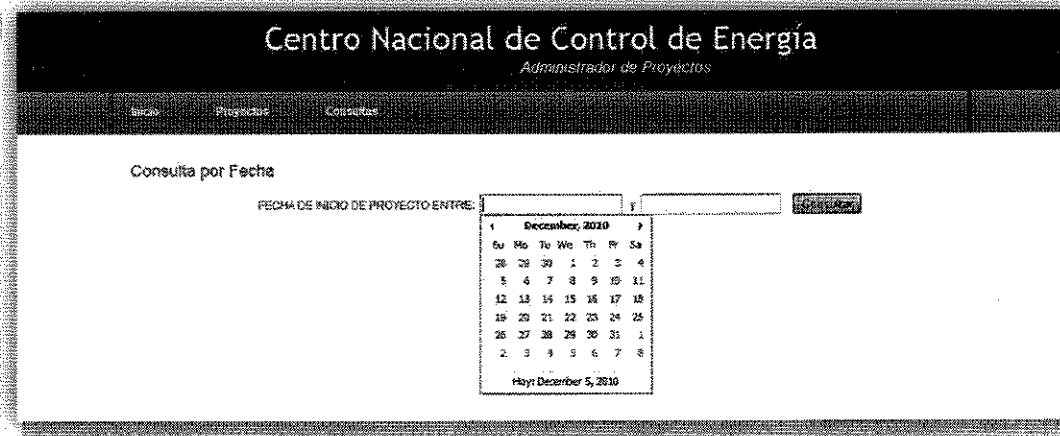 Centro Nacional de Control de Energía
Administrador de Proyectos
Inicio Proyectos Consultas
Consulta por Fecha
FECHA DE INICIO DE PROYECTO ENTRE: y Consultar
December, 2010
Su Mo Tu We Th Fr Sa
28 29 30 1 2 3 4
5 6 7 8 9 10 11
12 13 14 15 16 17 18
19 20 21 22 23 24 25
26 27 28 29 30 31 1
2 3 4 5 6 7 8
Hoy: December 5, 2010